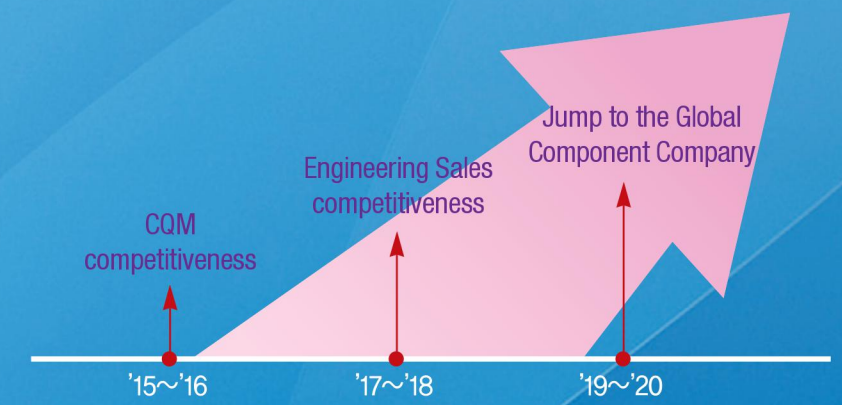 Jump to the Global
Component Company
Engineering Sales
competitiveness
CQM
competitiveness
’15～’16
’17～’18
’19～’20